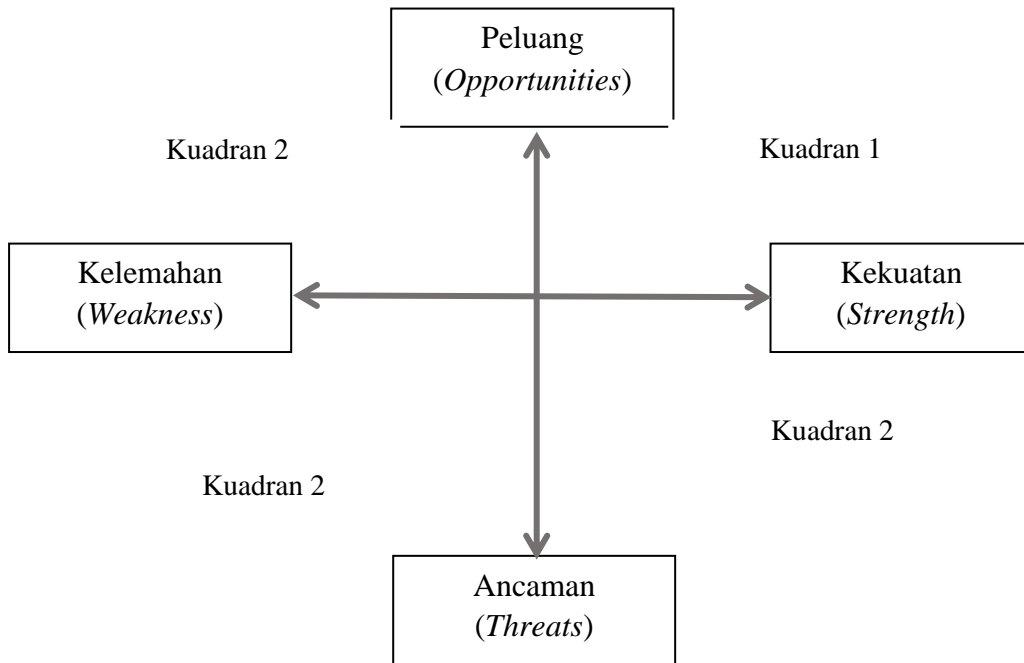 Peluang
(Opportunities)
Kuadran 2
Kuadran 1
Kelemahan
(Weakness)
Kekuatan
(Strength)
Kuadran 2
Kuadran 2
Ancaman
(Threats)